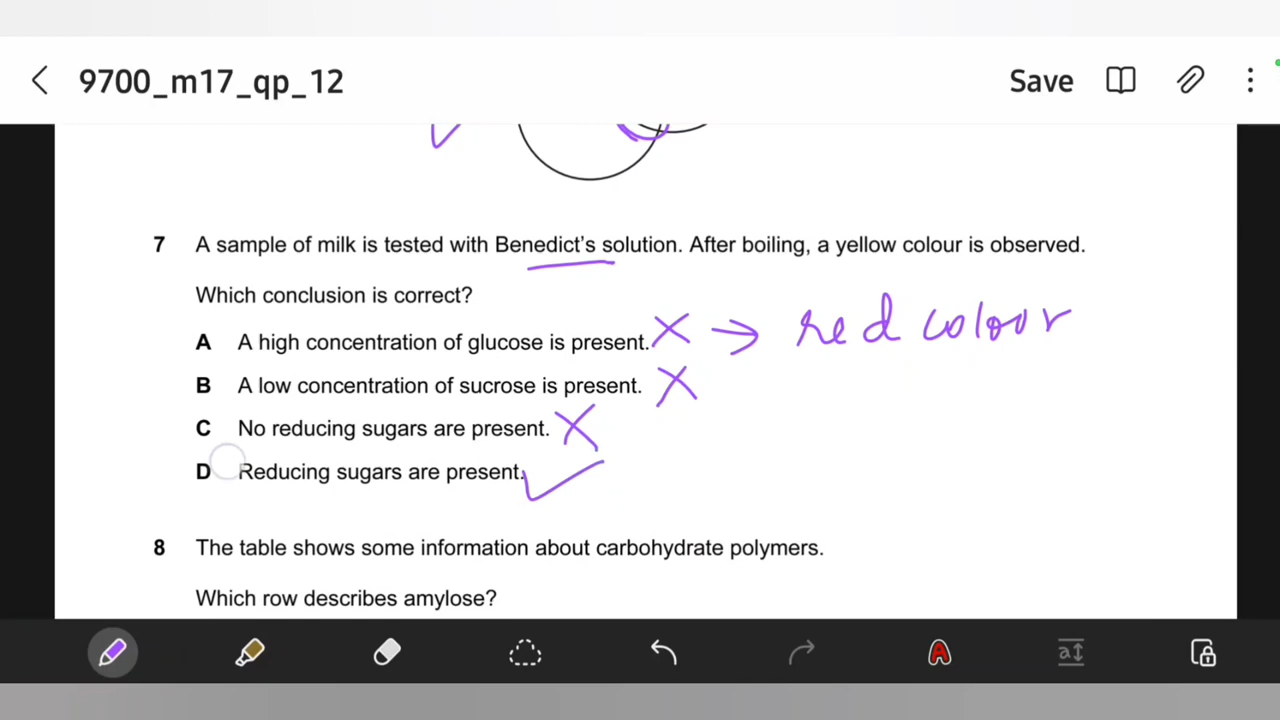 9700_m17_qp_12
Save
7 A sample of milk is tested with Benedict's solution. After boiling, a yellow colour is observed.
Which conclusion is correct?
A A high concentration of glucose is present. → red colour
B A low concentration of sucrose is present.
C No reducing sugars are present.
D Reducing sugars are present.
8 The table shows some information about carbohydrate polymers.
Which row describes amylose?